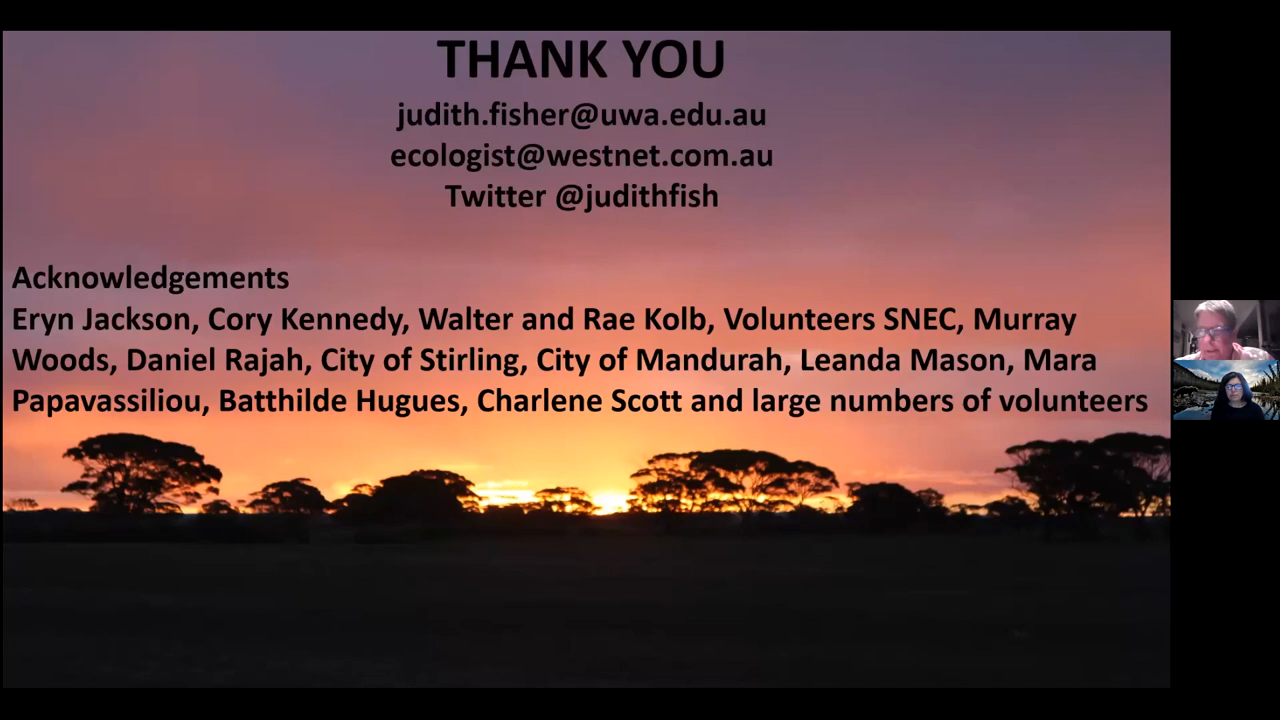 THANK YOU
judith.fisher@uwa.edu.au
ecologist@westnet.com.au
Twitter @judithfish
Acknowledgements
Eryn Jackson, Cory Kennedy, Walter and Rae Kolb, Volunteers SNEC, Murray
Woods, Daniel Rajah, City of Stirling, City of Mandurah, Leanda Mason, Mara
Papavassiliou, Batthilde Hugues, Charlene Scott and large numbers of volunteers